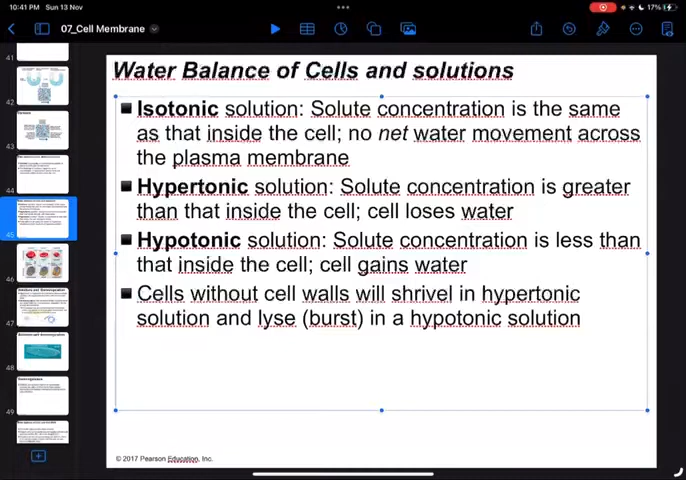 10:41 PM Sun 13 Nov
17%
07_Cell Membrane
Water Balance of Cells and solutions
Isotonic solution: Solute concentration is the same
as that inside the cell; no net water movement across
the plasma membrane
Hypertonic solution: Solute concentration is greater
than that inside the cell; cell loses water
Hypotonic solution: Solute concentration is less than
that inside the cell; cell gains water
Cells without cell walls will shrivel in hypertonic
solution and lyse (burst) in a hypotonic solution
© 2017 Pearson Education, Inc.
41
42
43
44
45
46
47
48
49